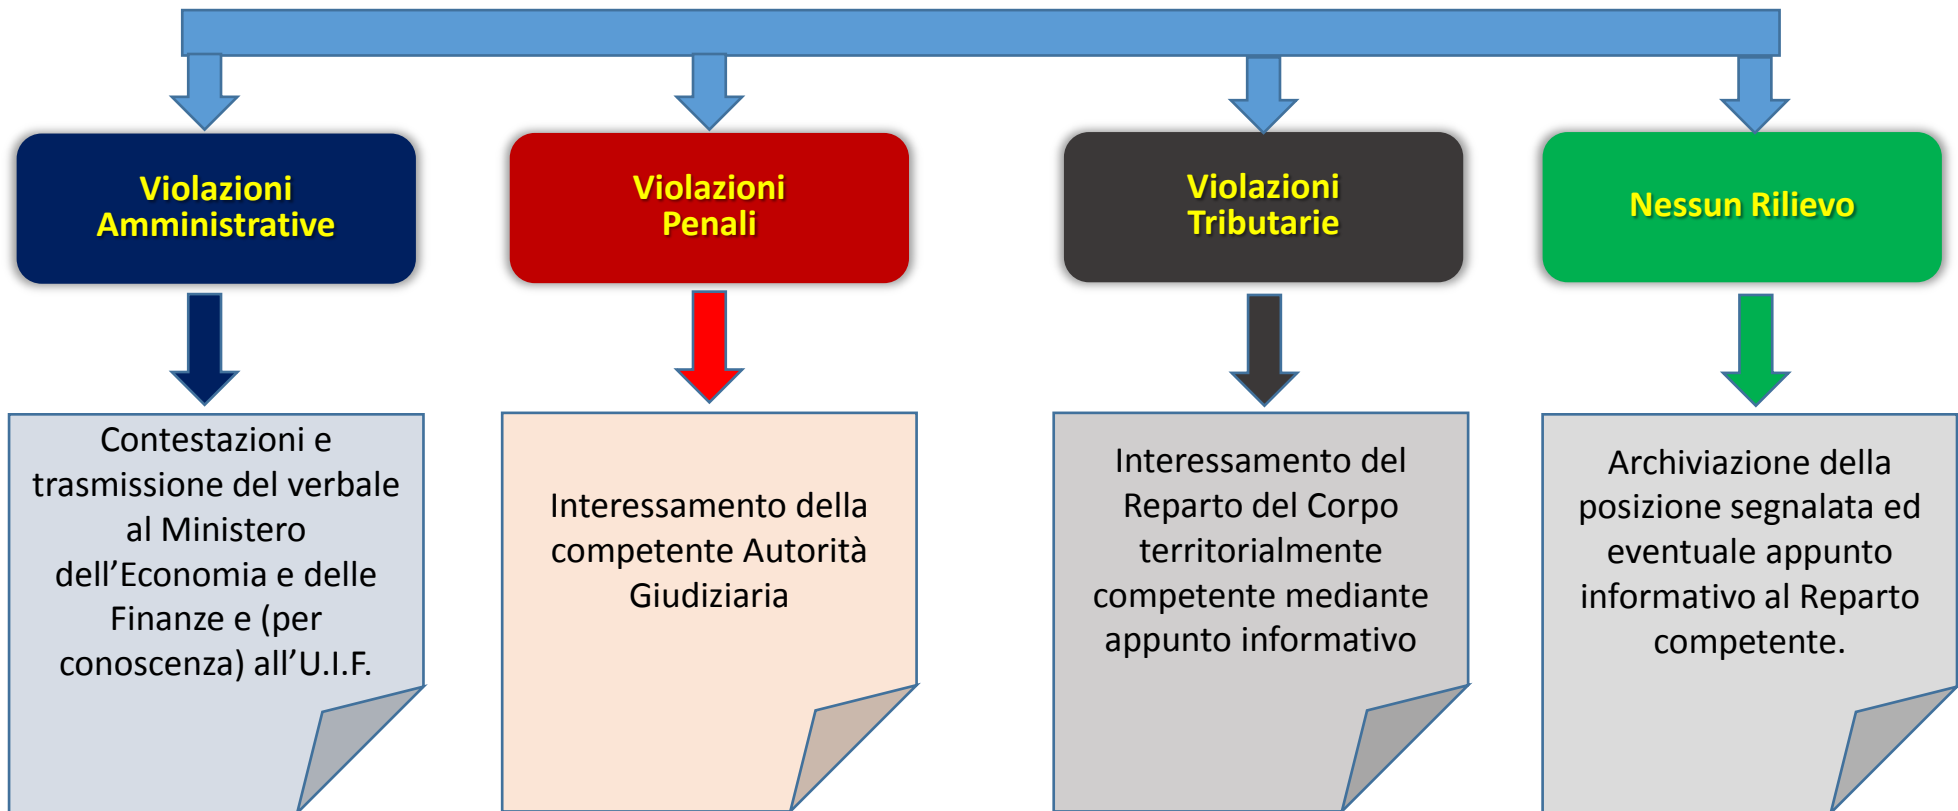 Violazioni
Amministrative
Violazioni
Penali
Violazioni
Tributarie
Nessun Rilievo
Contestazioni e
trasmissione del verbale
al Ministero
dell’Economia e delle
Finanze e (per
conoscenza) all’U.I.F.
Interessamento della
competente Autorità
Giudiziaria
Interessamento del
Reparto del Corpo
territorialmente
competente mediante
appunto informativo
Archiviazione della
posizione segnalata ed
eventuale appunto
informativo al Reparto
competente.